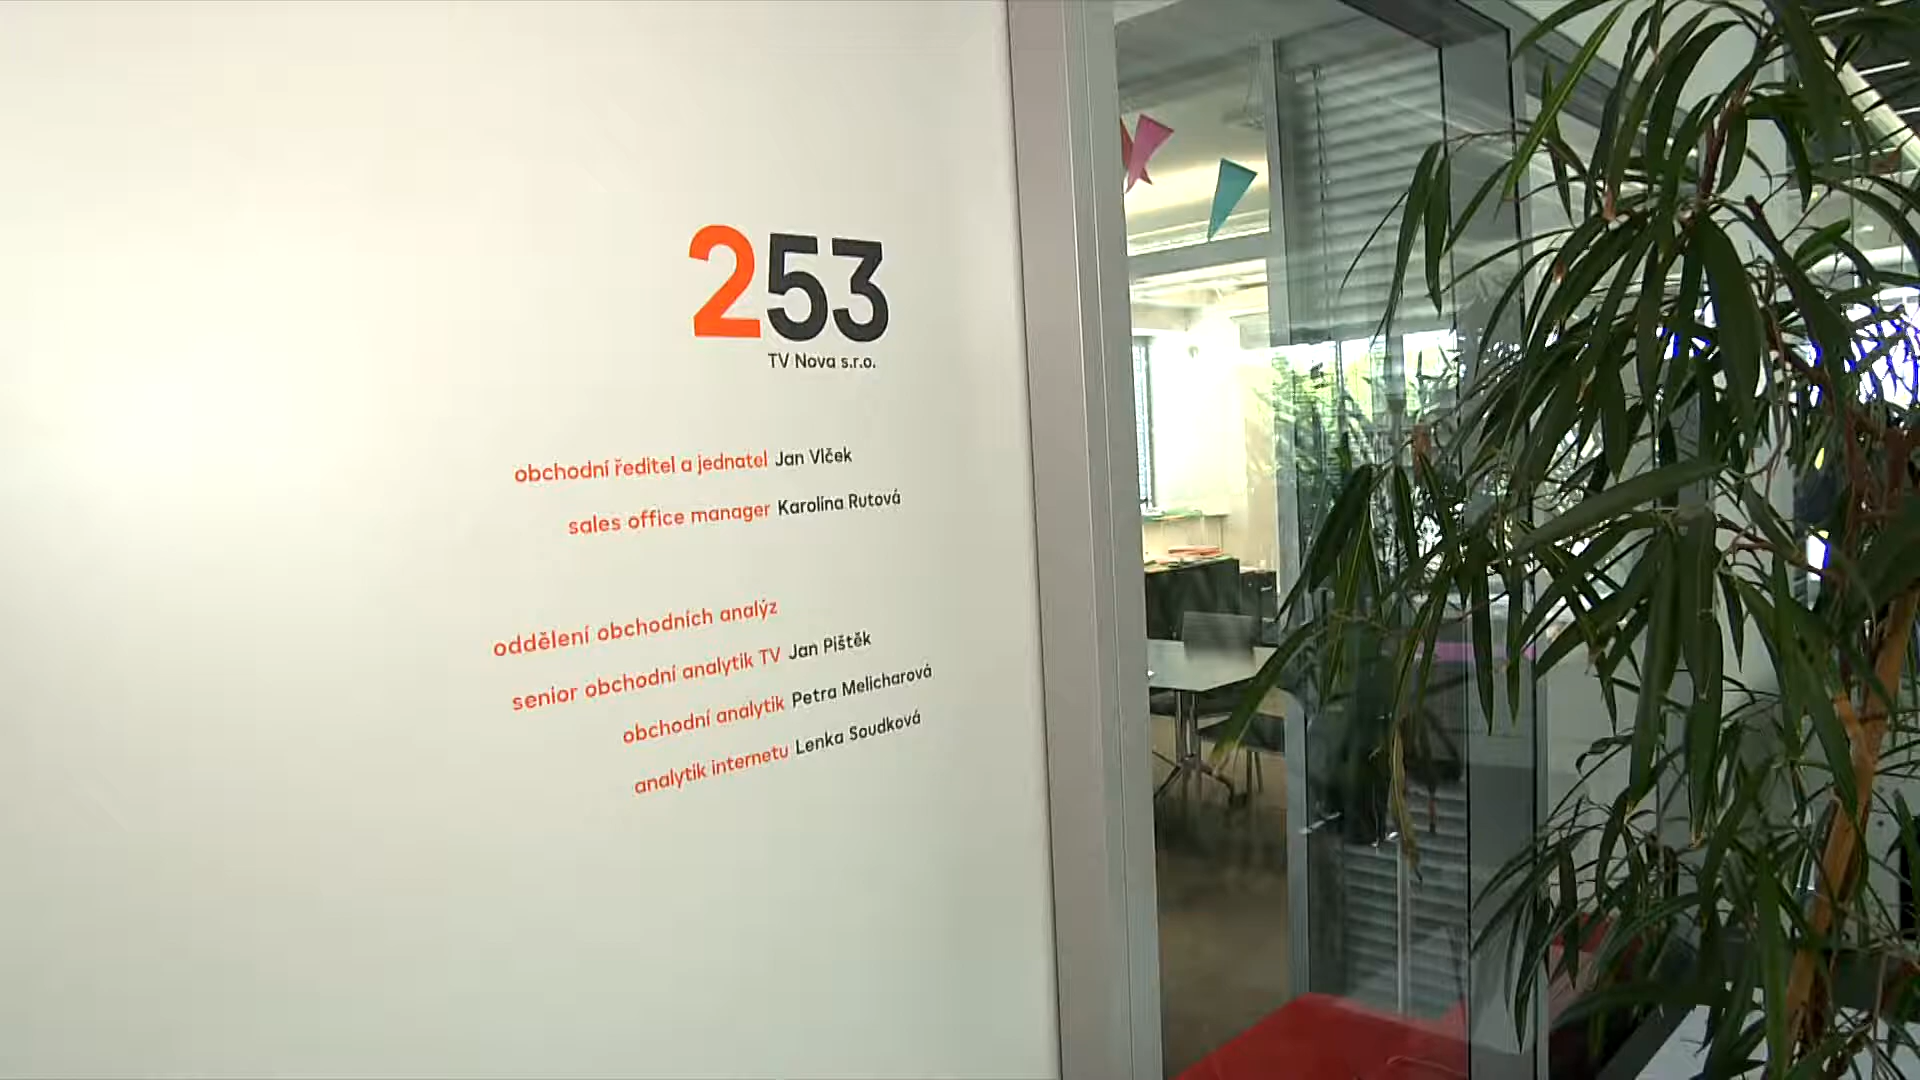 253
TV Nova s.r.o.
obchodní ředitel a jednatel Jan Vlček
sales office manager Karolína Rutová
oddělení obchodních analýz
senior obchodní analytik TV Jan Pištěk
obchodní analytik Petra Melicharová
analytik internetu Lenka Soudková